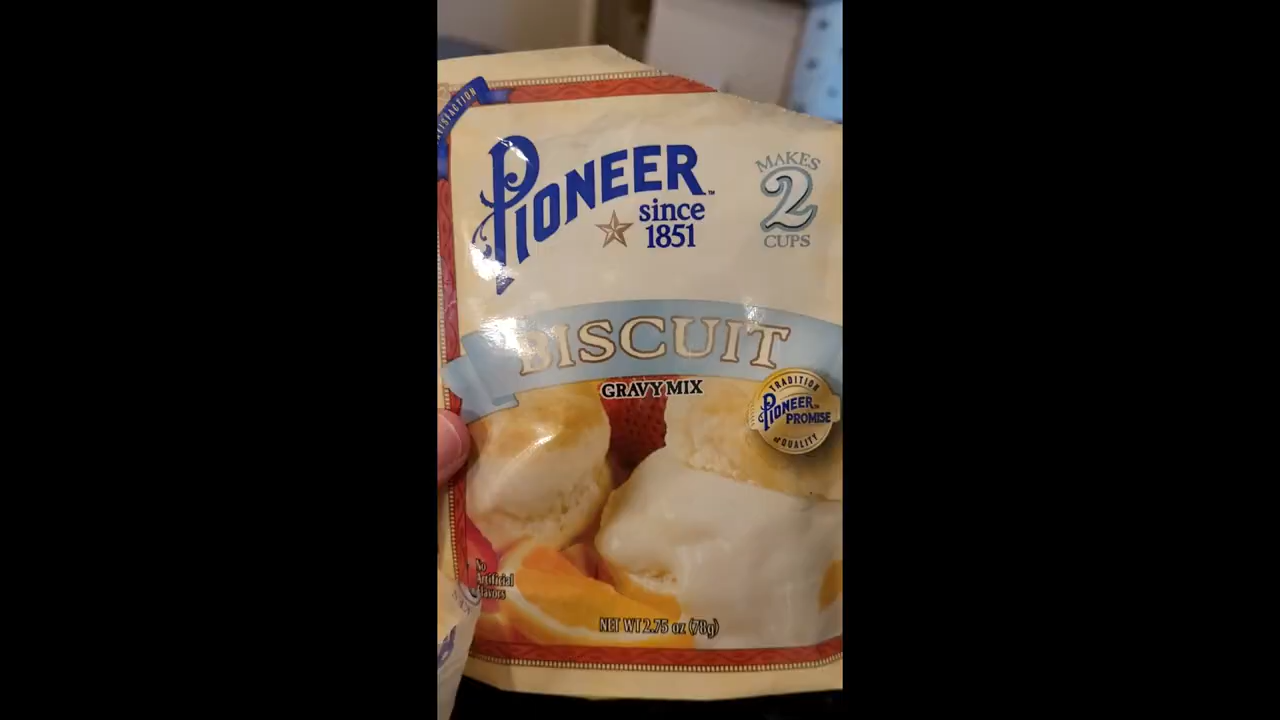 PIONEER™
since
1851
MAKES
2
CUPS
BISCUIT
GRAVY MIX
TRADITION
PIONEER
PROMISE
of QUALITY
No
Artificial
Flavors
NET WT 2.75 oz (78g)